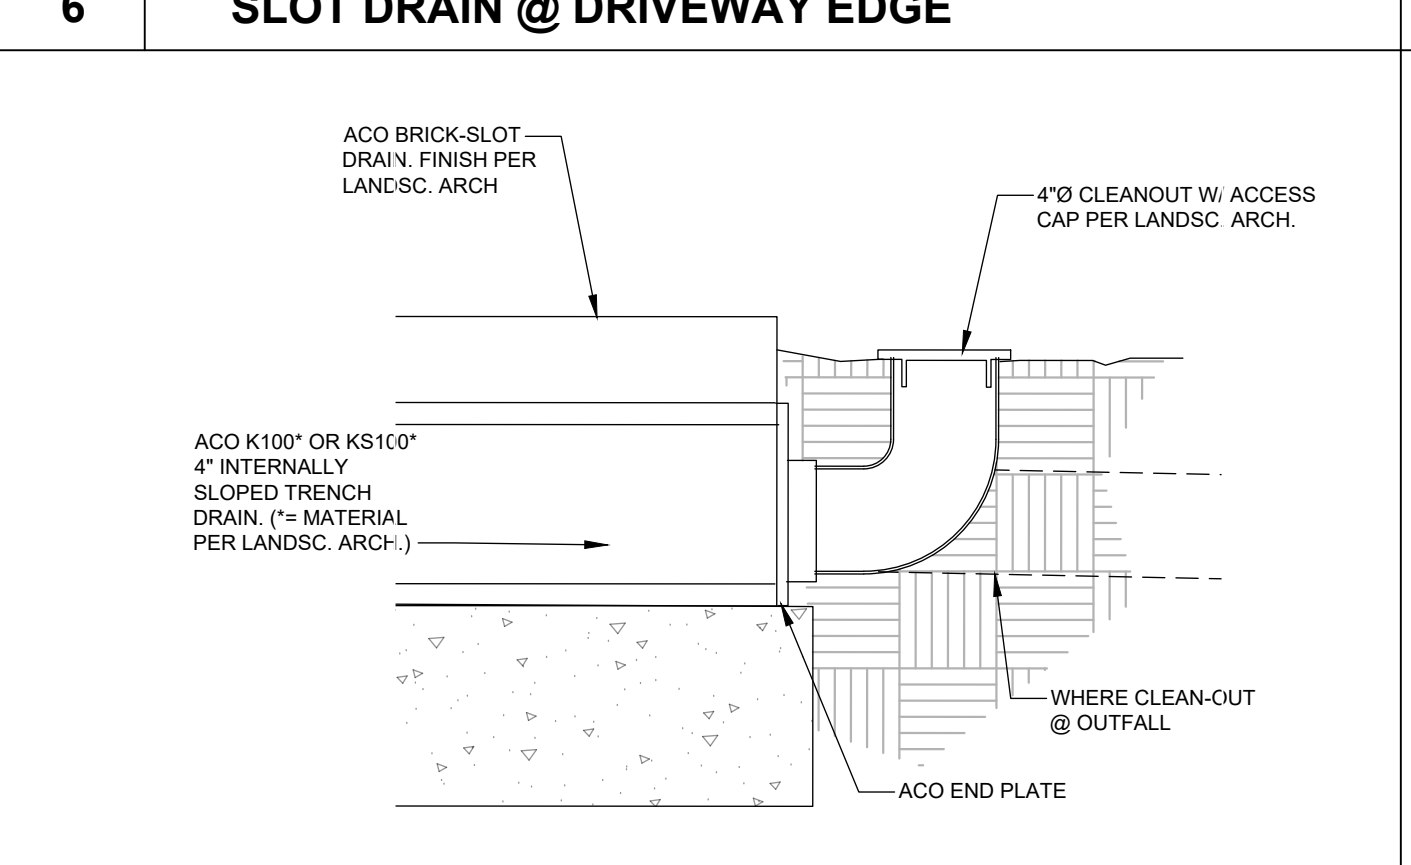 6 SLOT DRAIN @ DRIVEWAY EDGE
ACO BRICK-SLOT
DRAIN. FINISH PER
LANDSC. ARCH
4"Ø CLEANOUT W/ ACCESS
CAP PER LANDSC. ARCH.
ACO K100* OR KS100*
4" INTERNALLY
SLOPED TRENCH
DRAIN. (*= MATERIAL
PER LANDSC. ARCH.)
WHERE CLEAN-OUT
@ OUTFALL
ACO END PLATE